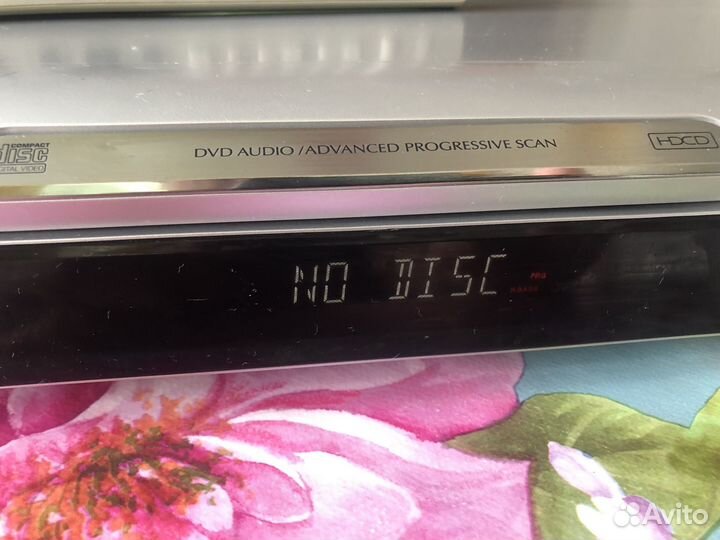 COMPACT
disc
DIGITAL VIDEO
DVD AUDIO / ADVANCED PROGRESSIVE SCAN
HDCD
NO DISC
PRG
Avito